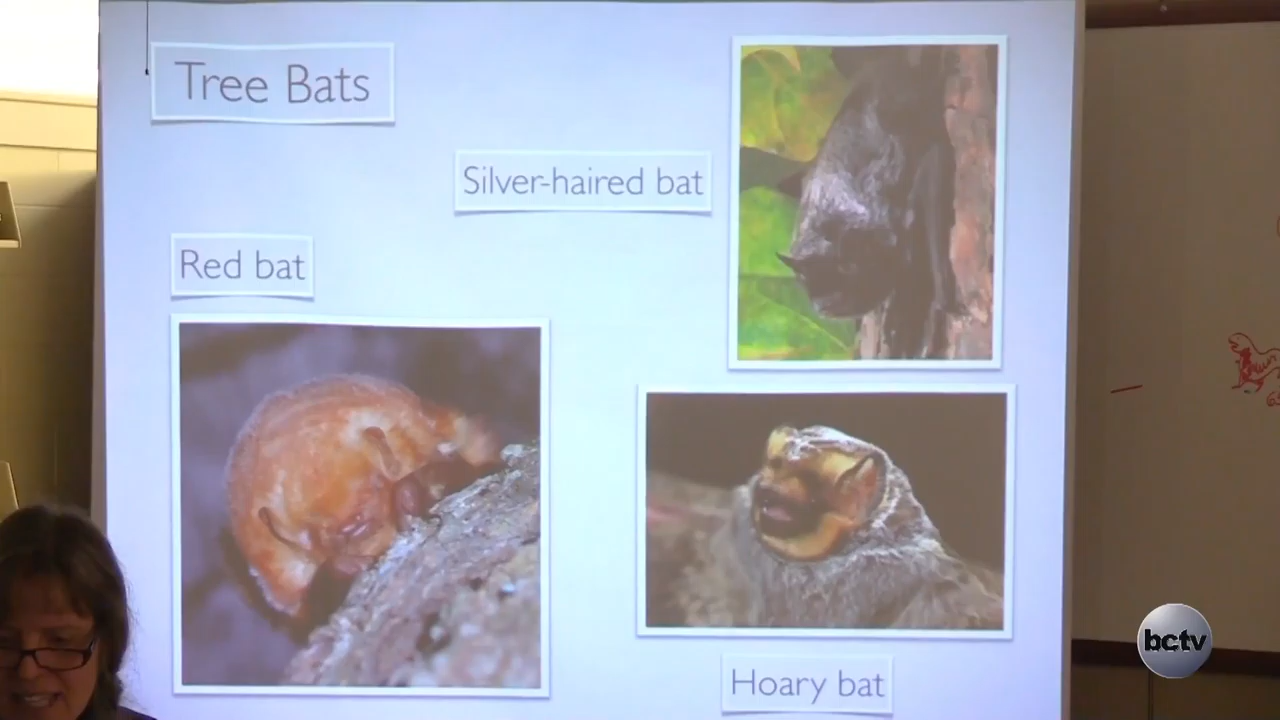 Tree Bats
Silver-haired bat
Red bat
Hoary bat
bctv